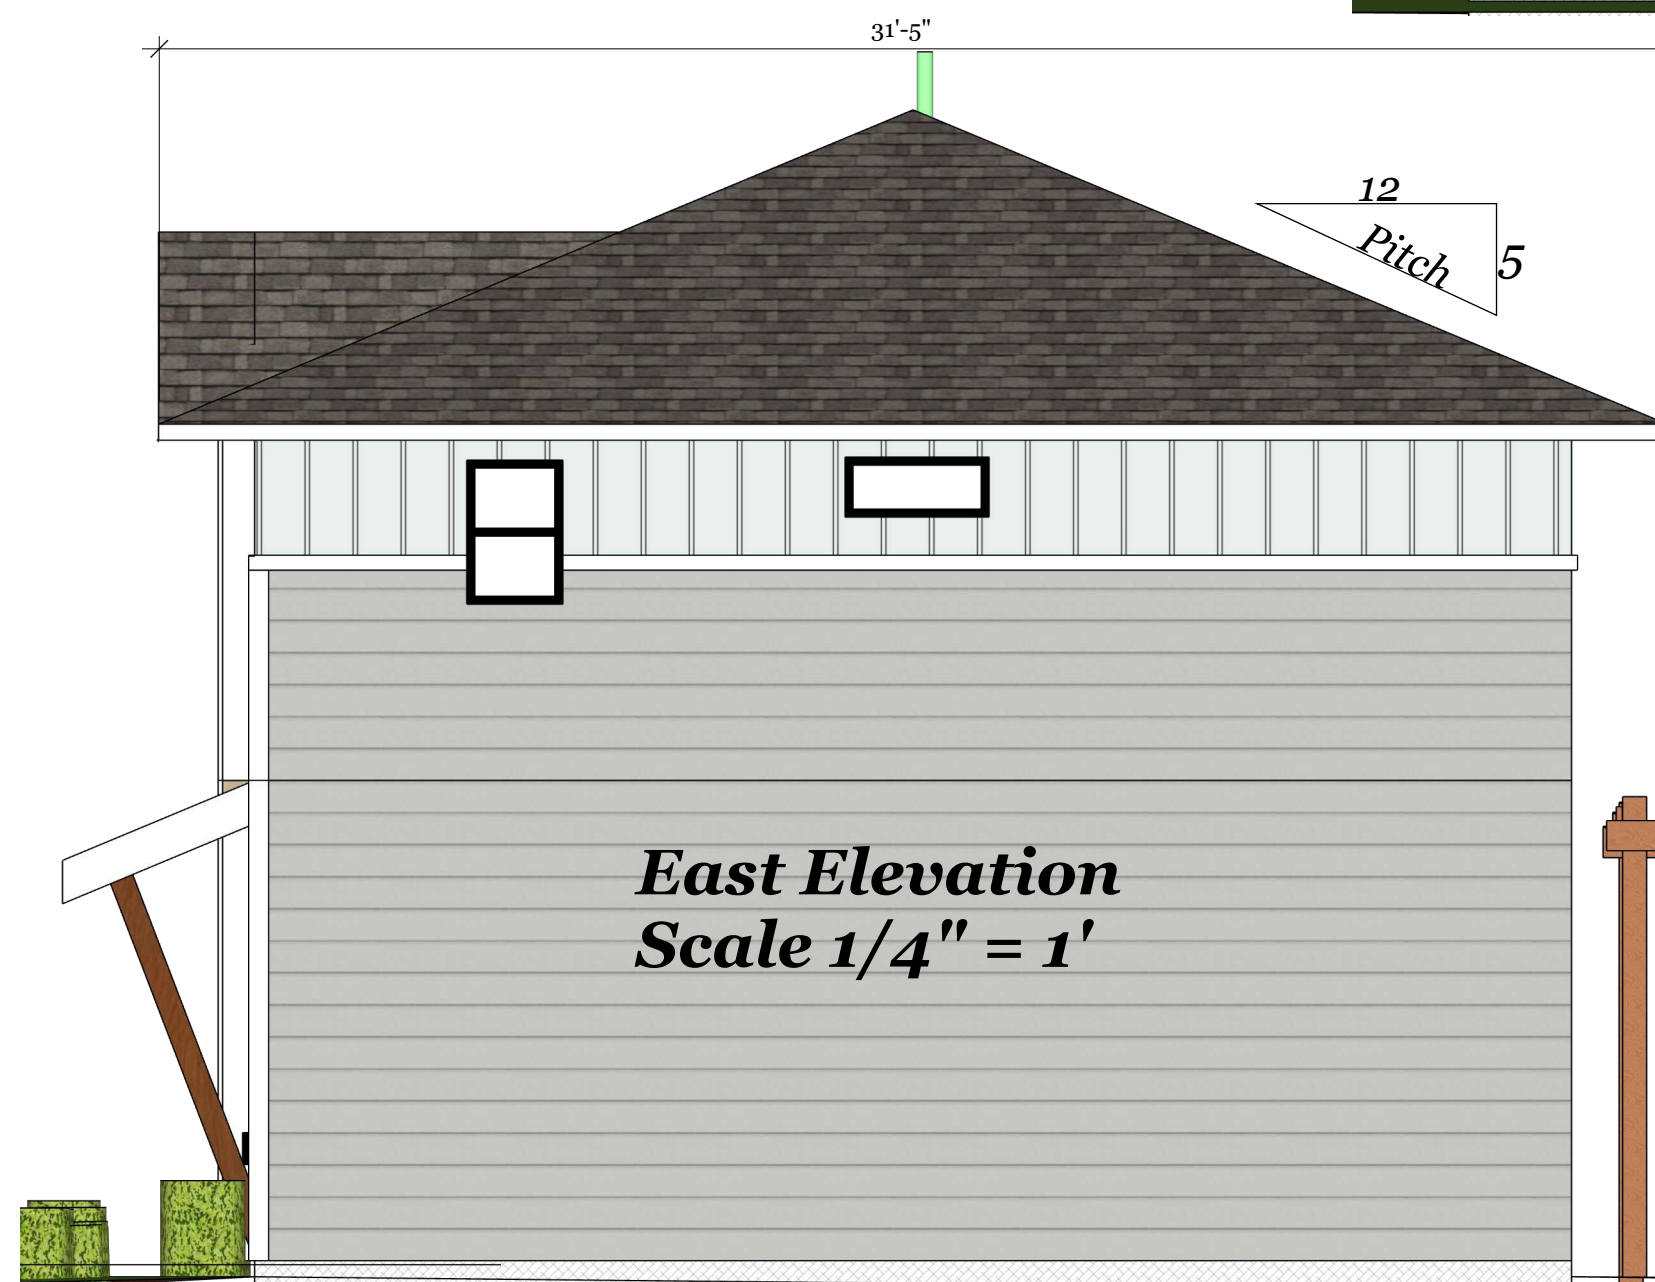 31'-5"
12
Pitch
5
East Elevation
Scale 1/4" = 1'